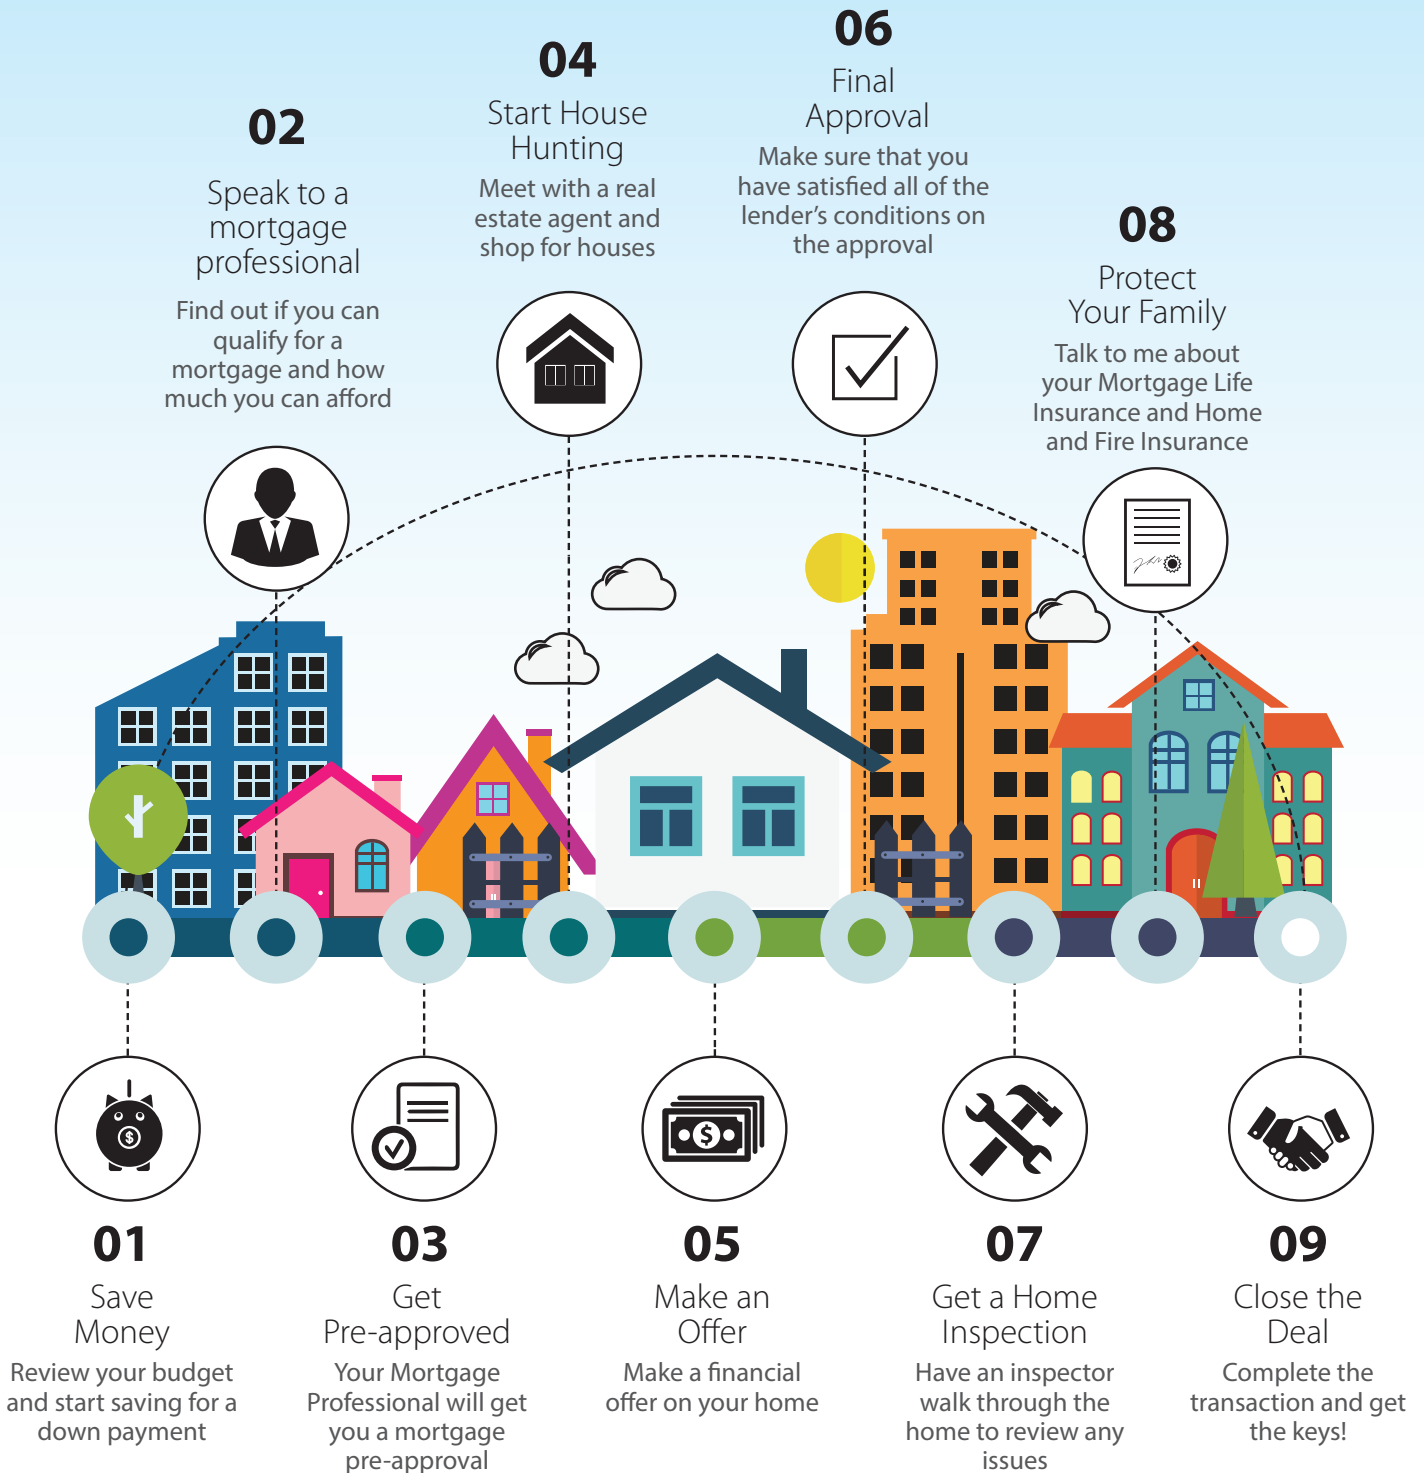 01
Save
Money
Review your budget
and start saving for a
down payment
02
Speak to a
mortgage
professional
Find out if you can
qualify for a
mortgage and how
much you can afford
03
Get
Pre-approved
Your Mortgage
Professional will get
you a mortgage
pre-approval
04
Start House
Hunting
Meet with a real
estate agent and
shop for houses
05
Make an
Offer
Make a financial
offer on your home
06
Final
Approval
Make sure that you
have satisfied all of the
lender’s conditions on
the approval
07
Get a Home
Inspection
Have an inspector
walk through the
home to review any
issues
08
Protect
Your Family
Talk to me about
your Mortgage Life
Insurance and Home
and Fire Insurance
09
Close the
Deal
Complete the
transaction and get
the keys!